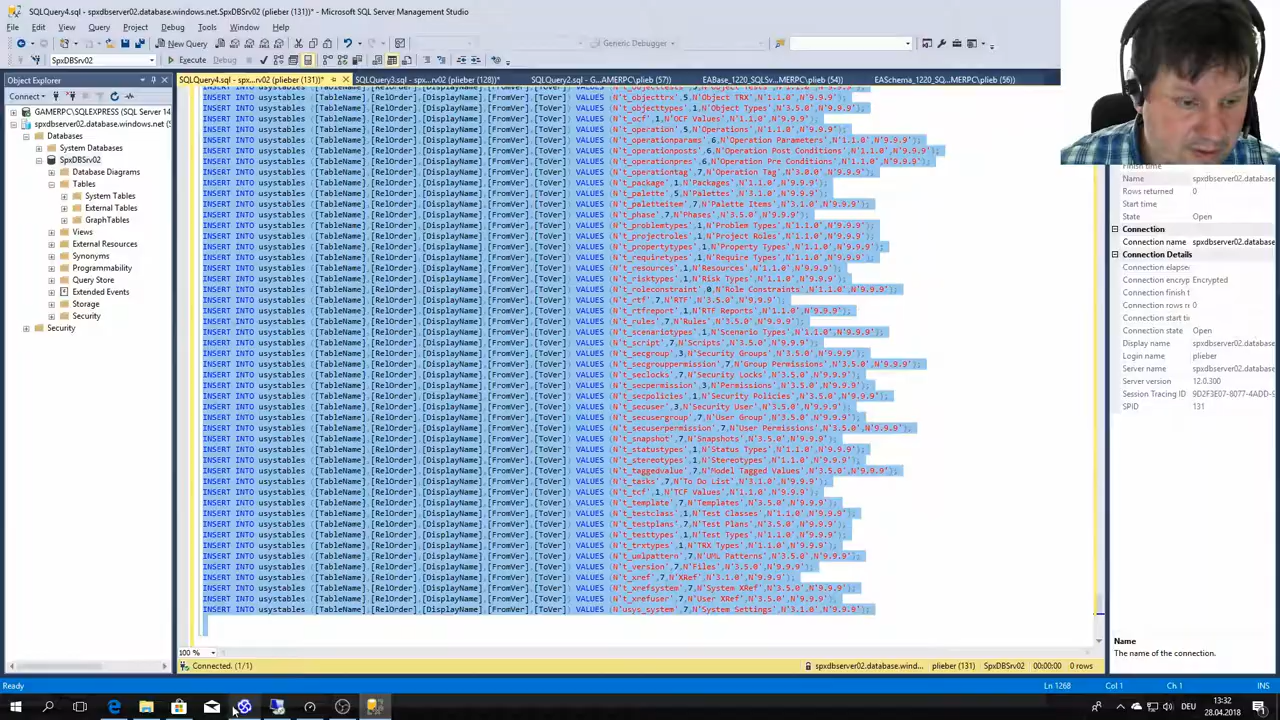 SQLQuery4.sql - spxdbserver02.database.windows.net.SpxDBSrv02 (plieber (131))* - Microsoft SQL Server Management Studio
File Edit View Query Project Debug Tools Window Help
New Query Generic Debugger
SpxDBSrv02 Execute Debug
Object Explorer
SQLQuery4.sql - spx...rv02 (plieber (131))* SQLQuery3.sql - spx...rv02 (plieber (128))* SQLQuery2.sql - G...MERPC\plieb (57)) EABase_1220_SQLSv...MERPC\plieb (54)) EASchema_1220_SQ...MERPC\plieb (56))
Connect
GAMERPC\SQLEXPRESS (SQL Server 14
spxdbserver02.database.windows.net (S
Databases
System Databases
SpxDBSrv02
Database Diagrams
Tables
System Tables
External Tables
GraphTables
Views
External Resources
Synonyms
Programmability
Query Store
Extended Events
Storage
Security
Security
INSERT INTO usystables ([TableName],[RelOrder],[DisplayName],[FromVer],[ToVer]) VALUES (N't_objecttests',
INSERT INTO usystables ([TableName],[RelOrder],[DisplayName],[FromVer],[ToVer]) VALUES (N't_objecttrx',5,N'Object TRX',N'1.1.0',N'9.9.9');
INSERT INTO usystables ([TableName],[RelOrder],[DisplayName],[FromVer],[ToVer]) VALUES (N't_objecttypes',1,N'Object Types',N'3.5.0',N'9.9.9');
INSERT INTO usystables ([TableName],[RelOrder],[DisplayName],[FromVer],[ToVer]) VALUES (N't_ocf',1,N'OCF Values',N'1.1.0',N'9.9.9');
INSERT INTO usystables ([TableName],[RelOrder],[DisplayName],[FromVer],[ToVer]) VALUES (N't_operation',5,N'Operations',N'1.1.0',N'9.9.9');
INSERT INTO usystables ([TableName],[RelOrder],[DisplayName],[FromVer],[ToVer]) VALUES (N't_operationparams',6,N'Operation Parameters',N'1.1.0',N'9.9.9');
INSERT INTO usystables ([TableName],[RelOrder],[DisplayName],[FromVer],[ToVer]) VALUES (N't_operationposts',6,N'Operation Post Conditions',N'1.1.0',N'9.9.9');
INSERT INTO usystables ([TableName],[RelOrder],[DisplayName],[FromVer],[ToVer]) VALUES (N't_operationpres',6,N'Operation Pre Conditions',N'1.1.0',N'9.9.9');
INSERT INTO usystables ([TableName],[RelOrder],[DisplayName],[FromVer],[ToVer]) VALUES (N't_operationtag',7,N'Operation Tag',N'3.0.0',N'9.9.9');
INSERT INTO usystables ([TableName],[RelOrder],[DisplayName],[FromVer],[ToVer]) VALUES (N't_package',1,N'Packages',N'1.1.0',N'9.9.9');
INSERT INTO usystables ([TableName],[RelOrder],[DisplayName],[FromVer],[ToVer]) VALUES (N't_palette',5,N'Palettes',N'3.1.0',N'9.9.9');
INSERT INTO usystables ([TableName],[RelOrder],[DisplayName],[FromVer],[ToVer]) VALUES (N't_paletteitem',7,N'Palette Items',N'3.1.0',N'9.9.9');
INSERT INTO usystables ([TableName],[RelOrder],[DisplayName],[FromVer],[ToVer]) VALUES (N't_phase',7,N'Phases',N'3.5.0',N'9.9.9');
INSERT INTO usystables ([TableName],[RelOrder],[DisplayName],[FromVer],[ToVer]) VALUES (N't_problemtypes',1,N'Problem Types',N'1.1.0',N'9.9.9');
INSERT INTO usystables ([TableName],[RelOrder],[DisplayName],[FromVer],[ToVer]) VALUES (N't_projectroles',1,N'Project Roles',N'1.1.0',N'9.9.9');
INSERT INTO usystables ([TableName],[RelOrder],[DisplayName],[FromVer],[ToVer]) VALUES (N't_propertytypes',1,N'Property Types',N'1.1.0',N'9.9.9');
INSERT INTO usystables ([TableName],[RelOrder],[DisplayName],[FromVer],[ToVer]) VALUES (N't_requiretypes',1,N'Require Types',N'1.1.0',N'9.9.9');
INSERT INTO usystables ([TableName],[RelOrder],[DisplayName],[FromVer],[ToVer]) VALUES (N't_resources',1,N'Resources',N'1.1.0',N'9.9.9');
INSERT INTO usystables ([TableName],[RelOrder],[DisplayName],[FromVer],[ToVer]) VALUES (N't_risktypes',1,N'Risk Types',N'1.1.0',N'9.9.9');
INSERT INTO usystables ([TableName],[RelOrder],[DisplayName],[FromVer],[ToVer]) VALUES (N't_roleconstraint',8,N'Role Constraints',N'1.1.0',N'9.9.9');
INSERT INTO usystables ([TableName],[RelOrder],[DisplayName],[FromVer],[ToVer]) VALUES (N't_rtf',7,N'RTF',N'3.5.0',N'9.9.9');
INSERT INTO usystables ([TableName],[RelOrder],[DisplayName],[FromVer],[ToVer]) VALUES (N't_rtfreport',1,N'RTF Reports',N'1.1.0',N'9.9.9');
INSERT INTO usystables ([TableName],[RelOrder],[DisplayName],[FromVer],[ToVer]) VALUES (N't_rules',7,N'Rules',N'3.5.0',N'9.9.9');
INSERT INTO usystables ([TableName],[RelOrder],[DisplayName],[FromVer],[ToVer]) VALUES (N't_scenariotypes',1,N'Scenario Types',N'1.1.0',N'9.9.9');
INSERT INTO usystables ([TableName],[RelOrder],[DisplayName],[FromVer],[ToVer]) VALUES (N't_script',7,N'Scripts',N'3.5.0',N'9.9.9');
INSERT INTO usystables ([TableName],[RelOrder],[DisplayName],[FromVer],[ToVer]) VALUES (N't_secgroup',3,N'Security Groups',N'3.5.0',N'9.9.9');
INSERT INTO usystables ([TableName],[RelOrder],[DisplayName],[FromVer],[ToVer]) VALUES (N't_secgrouppermission',7,N'Group Permissions',N'3.5.0',N'9.9.9');
INSERT INTO usystables ([TableName],[RelOrder],[DisplayName],[FromVer],[ToVer]) VALUES (N't_seclocks',7,N'Security Locks',N'3.5.0',N'9.9.9');
INSERT INTO usystables ([TableName],[RelOrder],[DisplayName],[FromVer],[ToVer]) VALUES (N't_secpermission',3,N'Permissions',N'3.5.0',N'9.9.9');
INSERT INTO usystables ([TableName],[RelOrder],[DisplayName],[FromVer],[ToVer]) VALUES (N't_secpolicies',1,N'Security Policies',N'3.5.0',N'9.9.9');
INSERT INTO usystables ([TableName],[RelOrder],[DisplayName],[FromVer],[ToVer]) VALUES (N't_secuser',3,N'Security User',N'3.5.0',N'9.9.9');
INSERT INTO usystables ([TableName],[RelOrder],[DisplayName],[FromVer],[ToVer]) VALUES (N't_secusergroup',7,N'User Group',N'3.5.0',N'9.9.9');
INSERT INTO usystables ([TableName],[RelOrder],[DisplayName],[FromVer],[ToVer]) VALUES (N't_secuserpermission',7,N'User Permissions',N'3.5.0',N'9.9.9');
INSERT INTO usystables ([TableName],[RelOrder],[DisplayName],[FromVer],[ToVer]) VALUES (N't_snapshot',7,N'Snapshots',N'3.5.0',N'9.9.9');
INSERT INTO usystables ([TableName],[RelOrder],[DisplayName],[FromVer],[ToVer]) VALUES (N't_statustypes',1,N'Status Types',N'1.1.0',N'9.9.9');
INSERT INTO usystables ([TableName],[RelOrder],[DisplayName],[FromVer],[ToVer]) VALUES (N't_stereotypes',1,N'Stereotypes',N'1.1.0',N'9.9.9');
INSERT INTO usystables ([TableName],[RelOrder],[DisplayName],[FromVer],[ToVer]) VALUES (N't_taggedvalue',7,N'Model Tagged Values',N'3.5.0',N'9.9.9');
INSERT INTO usystables ([TableName],[RelOrder],[DisplayName],[FromVer],[ToVer]) VALUES (N't_tasks',7,N'To Do List',N'3.1.0',N'9.9.9');
INSERT INTO usystables ([TableName],[RelOrder],[DisplayName],[FromVer],[ToVer]) VALUES (N't_tcf',1,N'TCF Values',N'1.1.0',N'9.9.9');
INSERT INTO usystables ([TableName],[RelOrder],[DisplayName],[FromVer],[ToVer]) VALUES (N't_template',7,N'Templates',N'3.5.0',N'9.9.9');
INSERT INTO usystables ([TableName],[RelOrder],[DisplayName],[FromVer],[ToVer]) VALUES (N't_testclass',1,N'Test Classes',N'1.1.0',N'9.9.9');
INSERT INTO usystables ([TableName],[RelOrder],[DisplayName],[FromVer],[ToVer]) VALUES (N't_testplans',7,N'Test Plans',N'3.5.0',N'9.9.9');
INSERT INTO usystables ([TableName],[RelOrder],[DisplayName],[FromVer],[ToVer]) VALUES (N't_testtypes',1,N'Test Types',N'1.1.0',N'9.9.9');
INSERT INTO usystables ([TableName],[RelOrder],[DisplayName],[FromVer],[ToVer]) VALUES (N't_trxtypes',1,N'TRX Types',N'1.1.0',N'9.9.9');
INSERT INTO usystables ([TableName],[RelOrder],[DisplayName],[FromVer],[ToVer]) VALUES (N't_umlpattern',7,N'UML Patterns',N'3.5.0',N'9.9.9');
INSERT INTO usystables ([TableName],[RelOrder],[DisplayName],[FromVer],[ToVer]) VALUES (N't_version',7,N'Files',N'3.5.0',N'9.9.9');
INSERT INTO usystables ([TableName],[RelOrder],[DisplayName],[FromVer],[ToVer]) VALUES (N't_xref',7,N'XRef',N'3.1.0',N'9.9.9');
INSERT INTO usystables ([TableName],[RelOrder],[DisplayName],[FromVer],[ToVer]) VALUES (N't_xrefsystem',7,N'System XRef',N'3.5.0',N'9.9.9');
INSERT INTO usystables ([TableName],[RelOrder],[DisplayName],[FromVer],[ToVer]) VALUES (N't_xrefuser',7,N'User XRef',N'3.5.0',N'9.9.9');
INSERT INTO usystables ([TableName],[RelOrder],[DisplayName],[FromVer],[ToVer]) VALUES (N'usys_system',7,N'System Settings',N'3.1.0',N'9.9.9');
100 %
Connected. (1/1) spxdbserver02.database.wind... plieber (131) SpxDBSrv02 00:00:00 0 rows
Finish time
Name spxdbserver02.database
Rows returned 0
Start time
State Open
Connection
Connection name spxdbserver02.database
Connection Details
Connection elapse
Connection encryp Encrypted
Connection finish t
Connection rows r 0
Connection start ti
Connection state Open
Display name spxdbserver02.database
Login name plieber
Server name spxdbserver02.database
Server version 12.0.300
Session Tracing ID 9D2F3E07-8077-4ADD-9
SPID 131
Name
The name of the connection.
Ready Ln 1268 Col 1 Ch 1 INS
DEU 13:32
28.04.2018